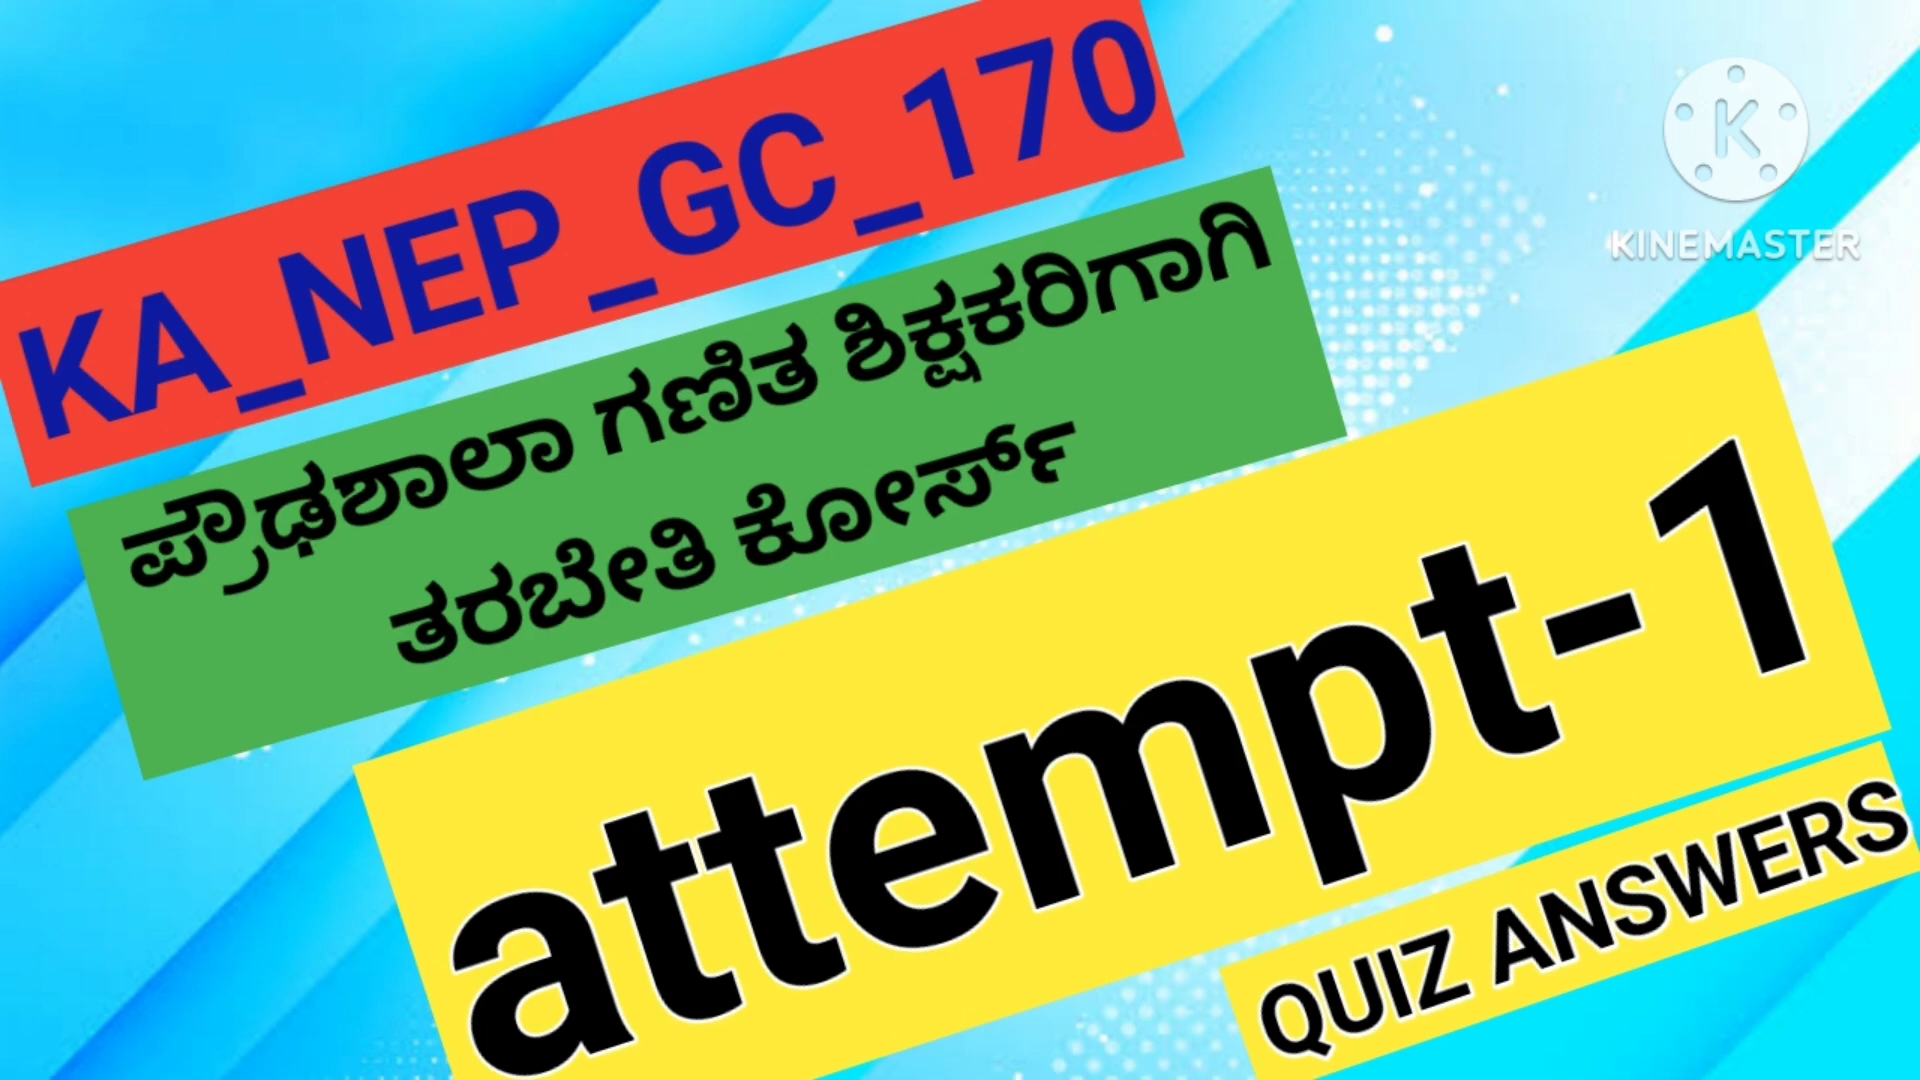 KA_NEP_GC_170
ಪ್ರೌಢಶಾಲಾ ಗಣಿತ ಶಿಕ್ಷಕರಿಗಾಗಿ
ತರಬೇತಿ ಕೋರ್ಸ್
attempt-1
QUIZ ANSWERS
K
KINEMASTER